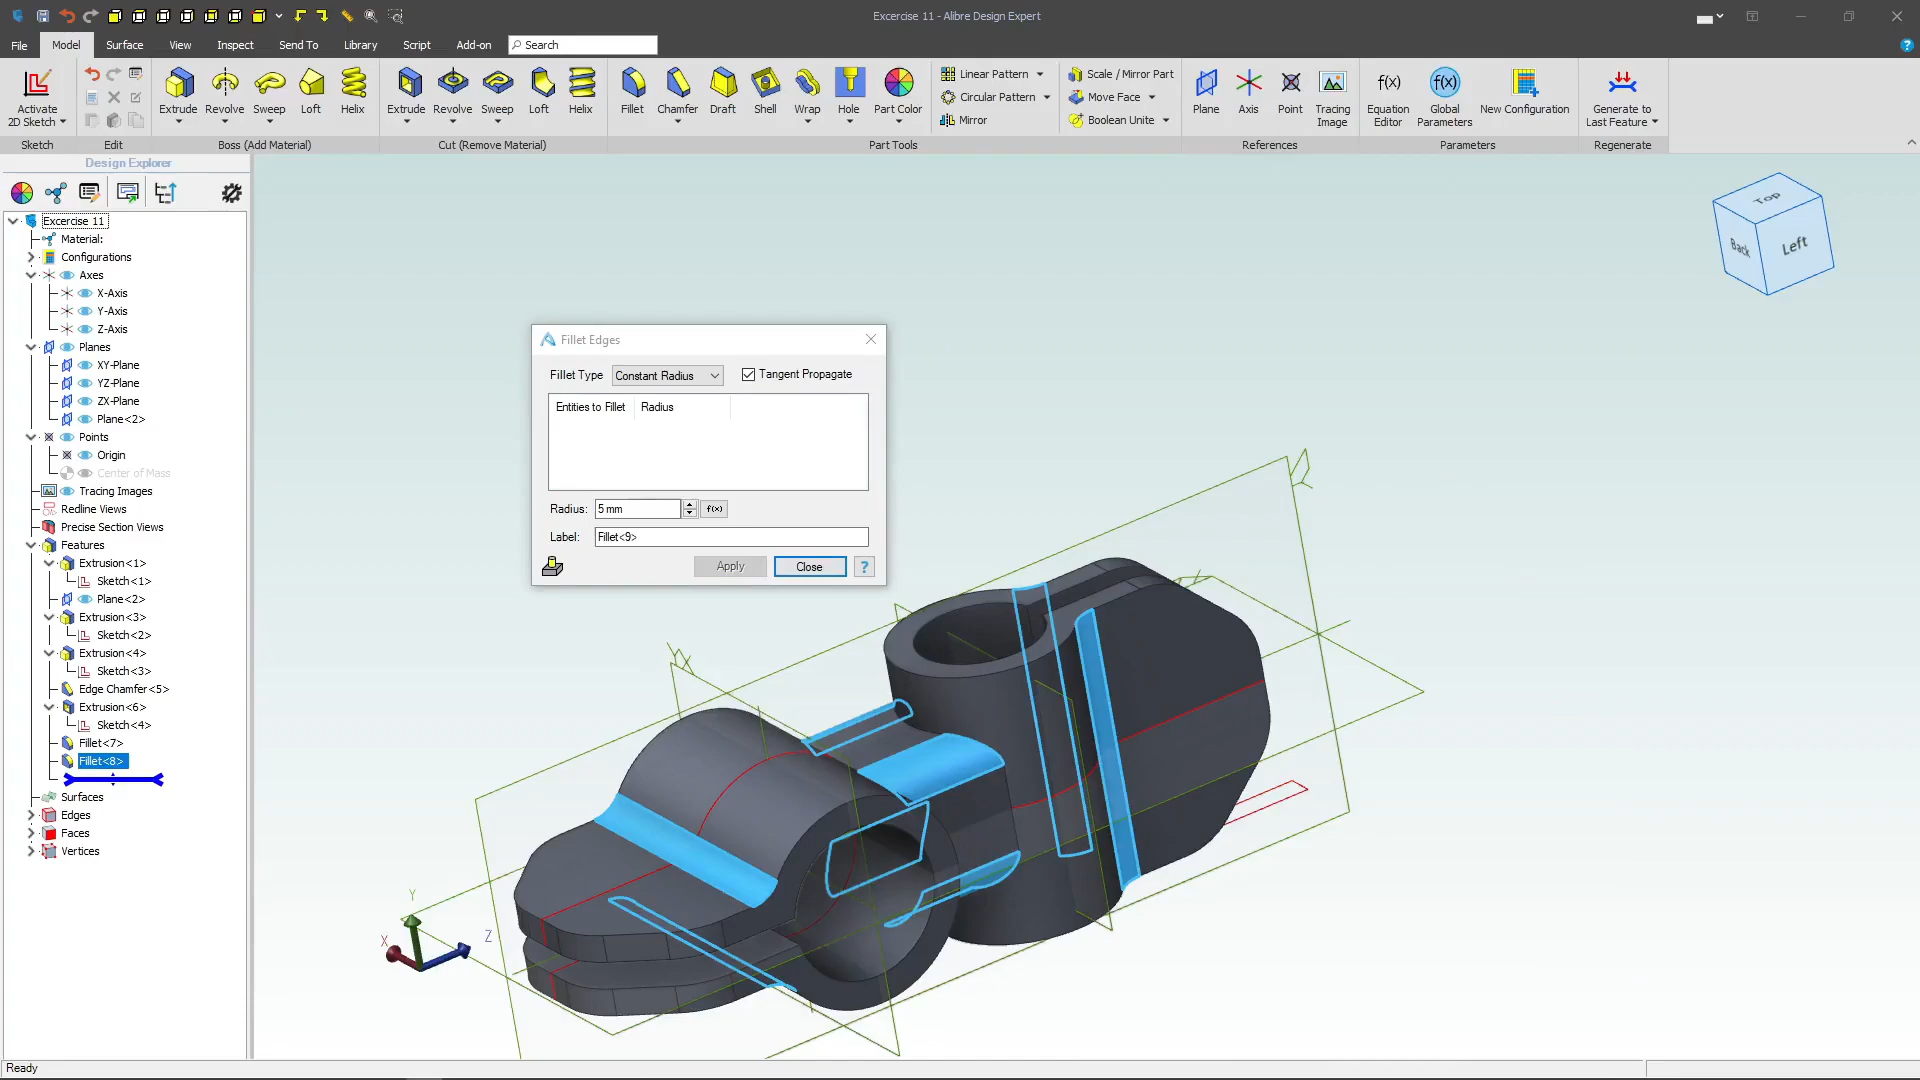 Excercise 11 - Alibre Design Expert
File Model Surface View Inspect Send To Library Script Add-on Search
Activate
2D Sketch
Extrude Revolve Sweep Loft Helix
Extrude Revolve Sweep Loft Helix
Fillet Chamfer Draft Shell Wrap Hole Part Color
Linear Pattern
Circular Pattern
Mirror
Scale / Mirror Part
Move Face
Boolean Unite
Plane Axis Point Tracing
Image
f(x)
Equation
Editor
f(x)
Global
Parameters
New Configuration
Generate to
Last Feature
Sketch Edit Boss (Add Material) Cut (Remove Material) Part Tools References Parameters Regenerate
Design Explorer
Excercise 11
Material:
Configurations
Axes
X-Axis
Y-Axis
Z-Axis
Planes
XY-Plane
YZ-Plane
ZX-Plane
Plane<2>
Points
Origin
Center of Mass
Tracing Images
Redline Views
Precise Section Views
Features
Extrusion<1>
Sketch<1>
Plane<2>
Extrusion<3>
Sketch<2>
Extrusion<4>
Sketch<3>
Edge Chamfer<5>
Extrusion<6>
Sketch<4>
Fillet<7>
Fillet<8>
Surfaces
Edges
Faces
Vertices
Fillet Edges
Fillet Type Constant Radius Tangent Propagate
Entities to Fillet Radius
Radius: 5 mm f(x)
Label: Fillet<9>
Apply Close ?
Top
Back Left
Y
X
Z
Ready